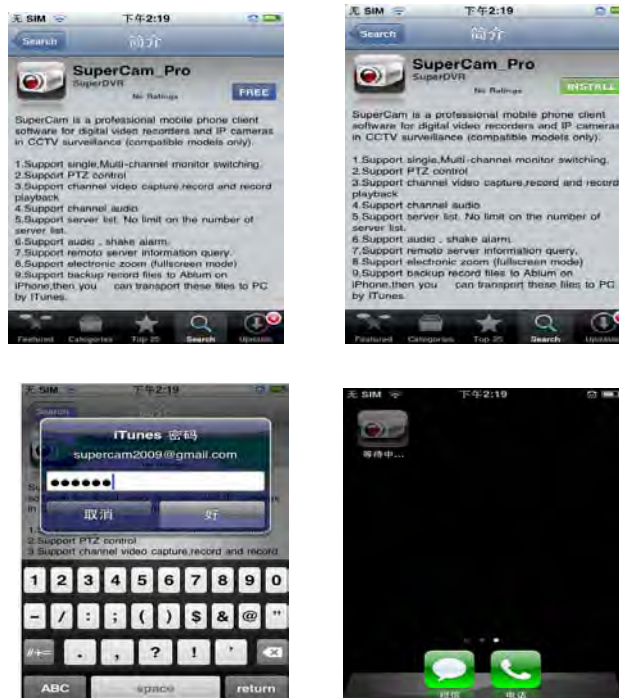 无 SIM 下午2:19
Search 简介
SuperCam_Pro
SuperDVR
No Ratings
FREE
SuperCam is a professional mobile phone client
software for digital video recorders and IP cameras
in CCTV surveillance (compatible models only).
1.Support single,Multi-channel monitor switching.
2.Support PTZ control
3.Support channel video capture,record and record
playback
4.Support channel audio
5.Support server list. No limit on the number of
server list.
6.Support audio , shake alarm.
7.Support remote server information query.
8.Support electronic zoom (fullscreen mode)
9.Support backup record files to Ablum on
iPhone,then you can transport these files to PC
by iTunes.
Featured Categories Top 25 Search Updates
无 SIM 下午2:19
Search 简介
SuperCam_Pro
SuperDVR
No Ratings
INSTALL
SuperCam is a professional mobile phone client
software for digital video recorders and IP cameras
in CCTV surveillance (compatible models only).
1.Support single,Multi-channel monitor switching.
2.Support PTZ control
3.Support channel video capture,record and record
playback
4.Support channel audio
5.Support server list. No limit on the number of
server list.
6.Support audio , shake alarm.
7.Support remote server information query.
8.Support electronic zoom (fullscreen mode)
9.Support backup record files to Ablum on
iPhone,then you can transport these files to PC
by iTunes.
Featured Categories Top 25 Search Updates
无 SIM 下午2:19
Search 简介
iTunes 密码
supercam2009@gmail.com
●●●●●●
取消 好
2.Support PTZ control
3.Support channel video capture,record and record
1 2 3 4 5 6 7 8 9 0
- / : ; ( ) $ & @ "
#+= . , ? ! '
ABC space return
无 SIM 下午2:19
等待中...
短信 电话